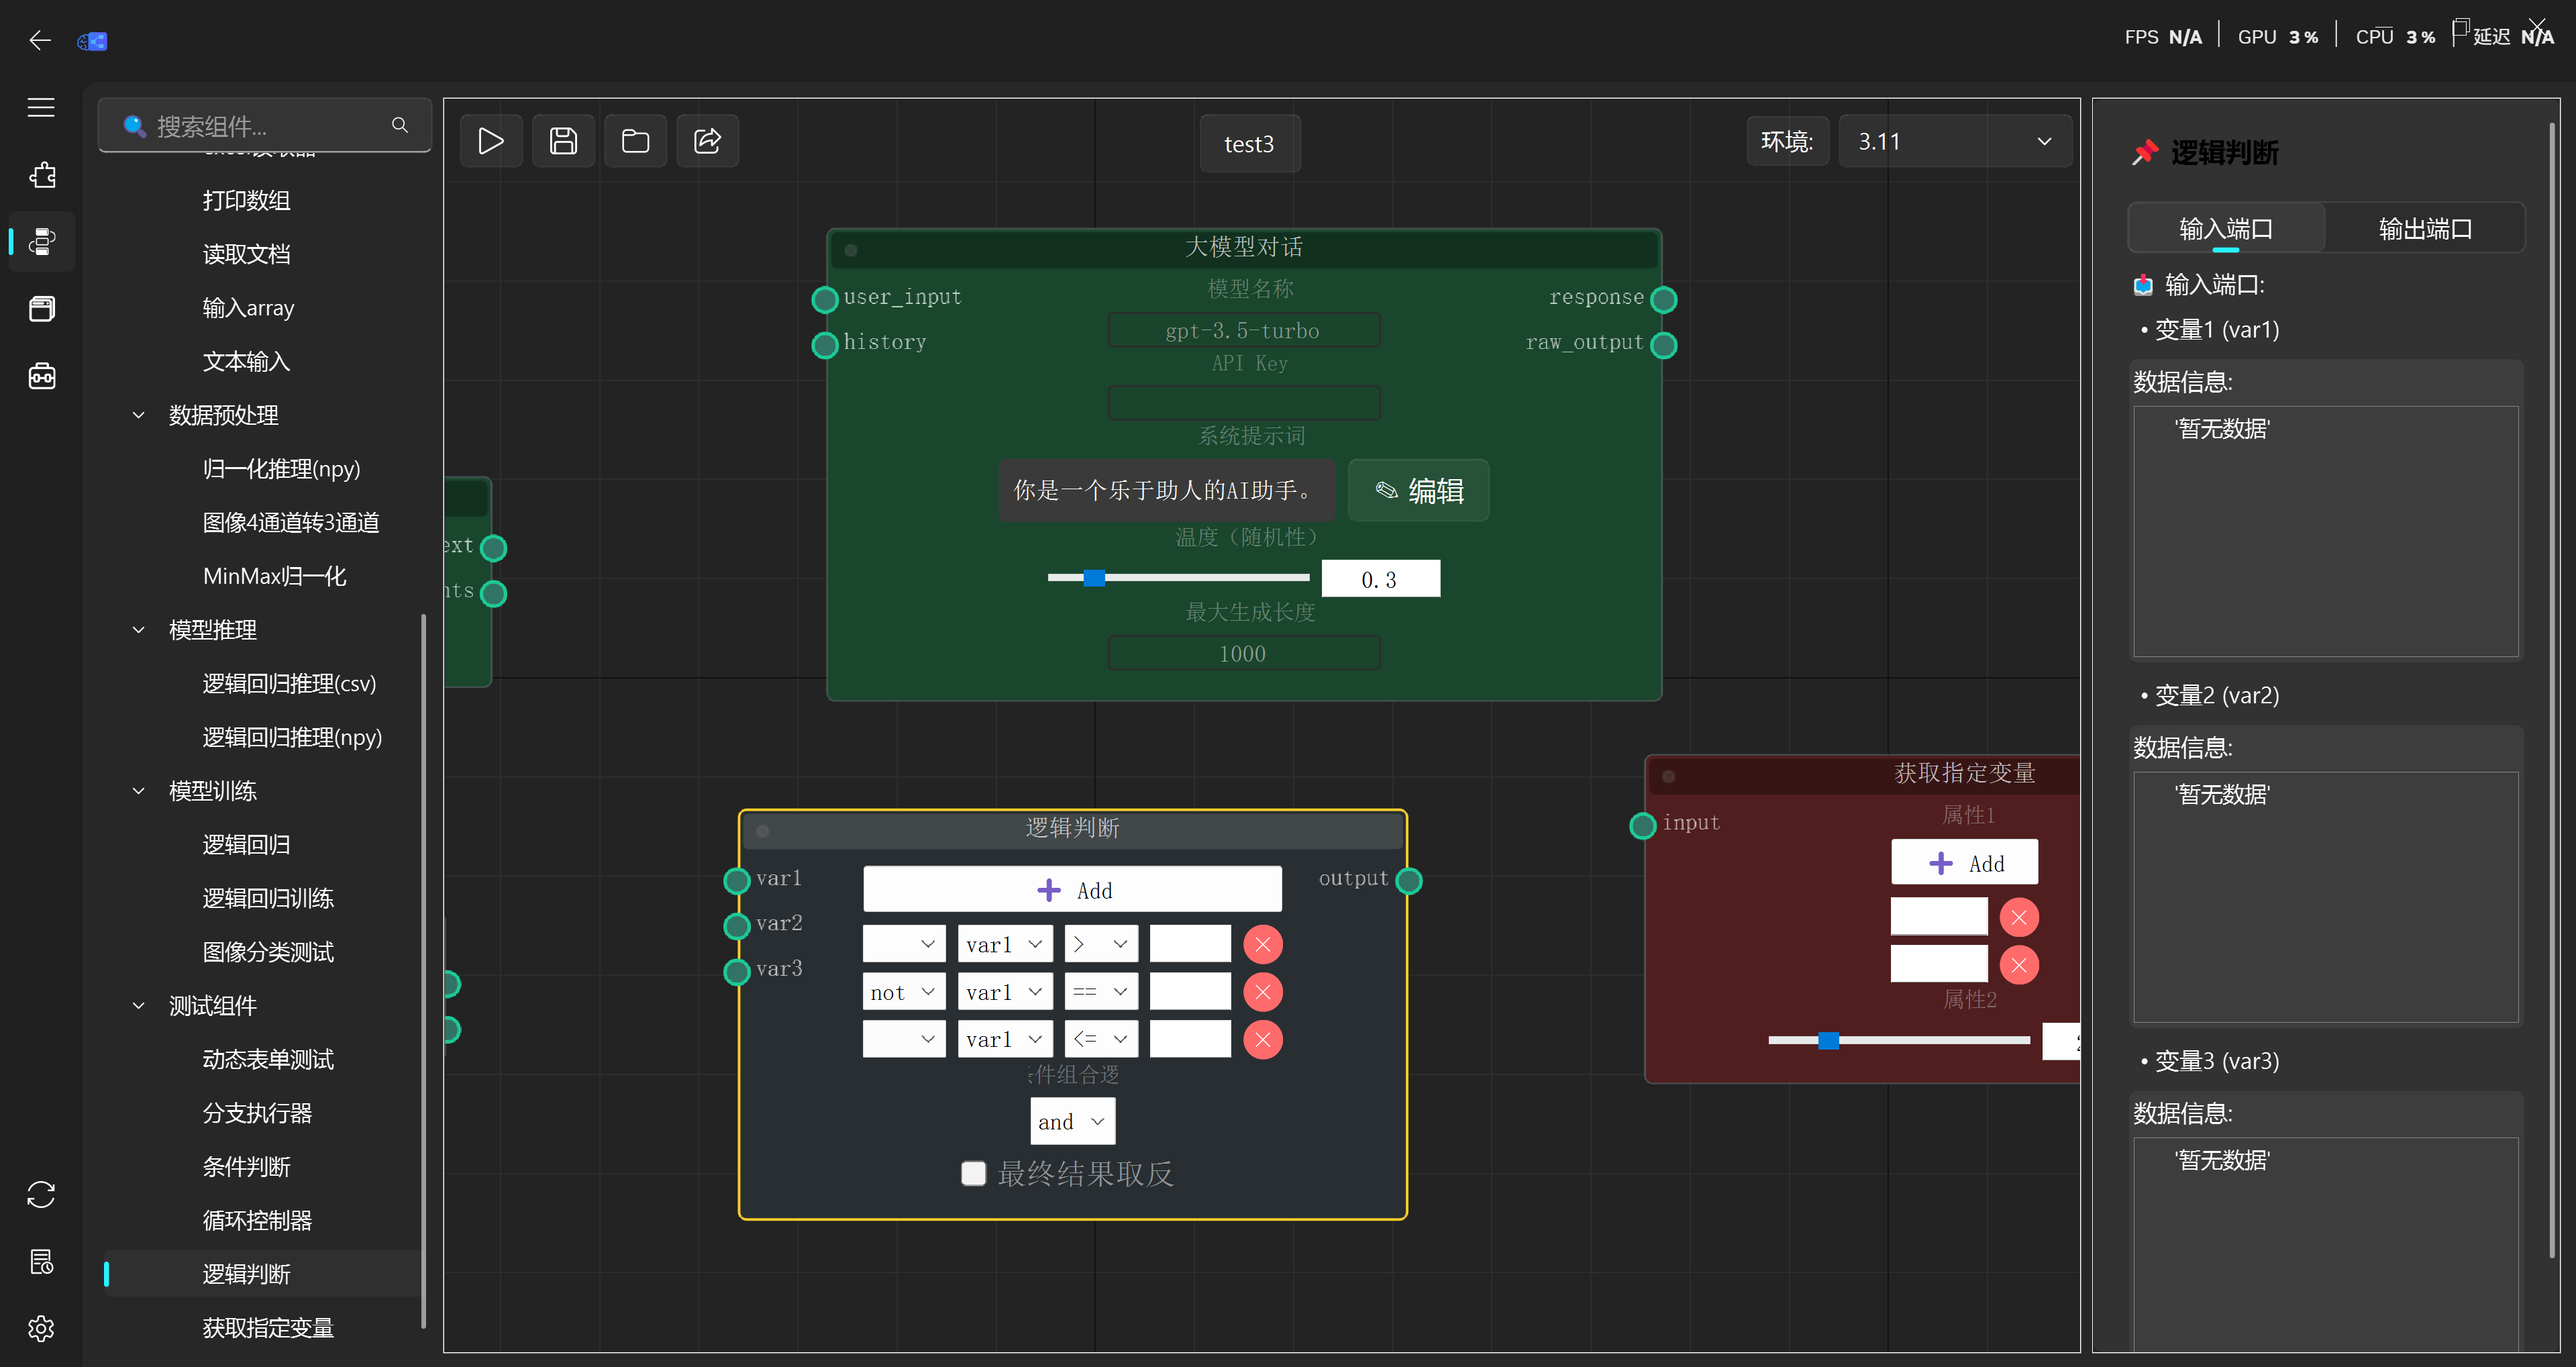 FPS N/A GPU 3% CPU 3% 延迟 N/A
搜索组件...
打印数组
读取文档
输入array
文本输入
数据预处理
归一化推理(npy)
图像4通道转3通道
MinMax归一化
模型推理
逻辑回归推理(csv)
逻辑回归推理(npy)
模型训练
逻辑回归
逻辑回归训练
图像分类测试
测试组件
动态表单测试
分支执行器
条件判断
循环控制器
逻辑判断
获取指定变量
test3
环境: 3.11
大模型对话
user_input
history
response
raw_output
模型名称
gpt-3.5-turbo
API Key
系统提示词
你是一个乐于助人的AI助手。
编辑
温度（随机性）
0.3
最大生成长度
1000
ext
nts
逻辑判断
var1
var2
var3
output
Add
var1 >
not var1 ==
var1 <=
件组合逻
and
最终结果取反
获取指定变量
input
属性1
Add
属性2
逻辑判断
输入端口 输出端口
输入端口:
• 变量1 (var1)
数据信息:
'暂无数据'
• 变量2 (var2)
数据信息:
'暂无数据'
• 变量3 (var3)
数据信息:
'暂无数据'